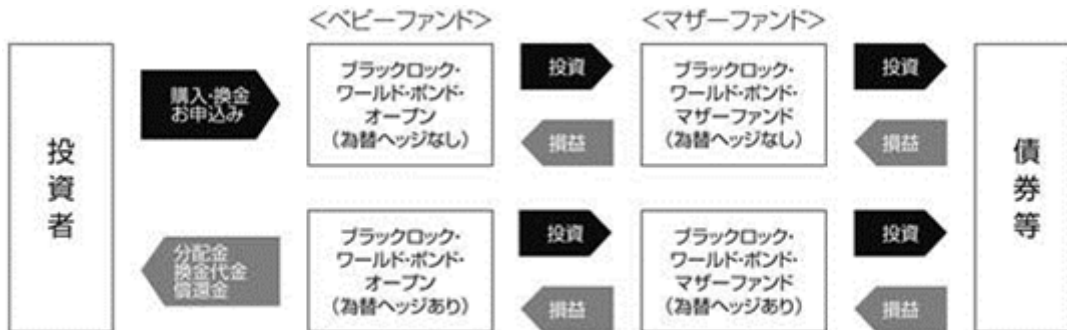 <ベビーファンド>
<マザーファンド>
投資者
購入・換金
お申込み
ブラックロック・
ワールド・ボンド・
オープン
(為替ヘッジなし)
投資
損益
ブラックロック・
ワールド・ボンド・
マザーファンド
(為替ヘッジなし)
投資
損益
債券等
分配金
換金代金
償還金
ブラックロック・
ワールド・ボンド・
オープン
(為替ヘッジあり)
投資
損益
ブラックロック・
ワールド・ボンド・
マザーファンド
(為替ヘッジあり)
投資
損益